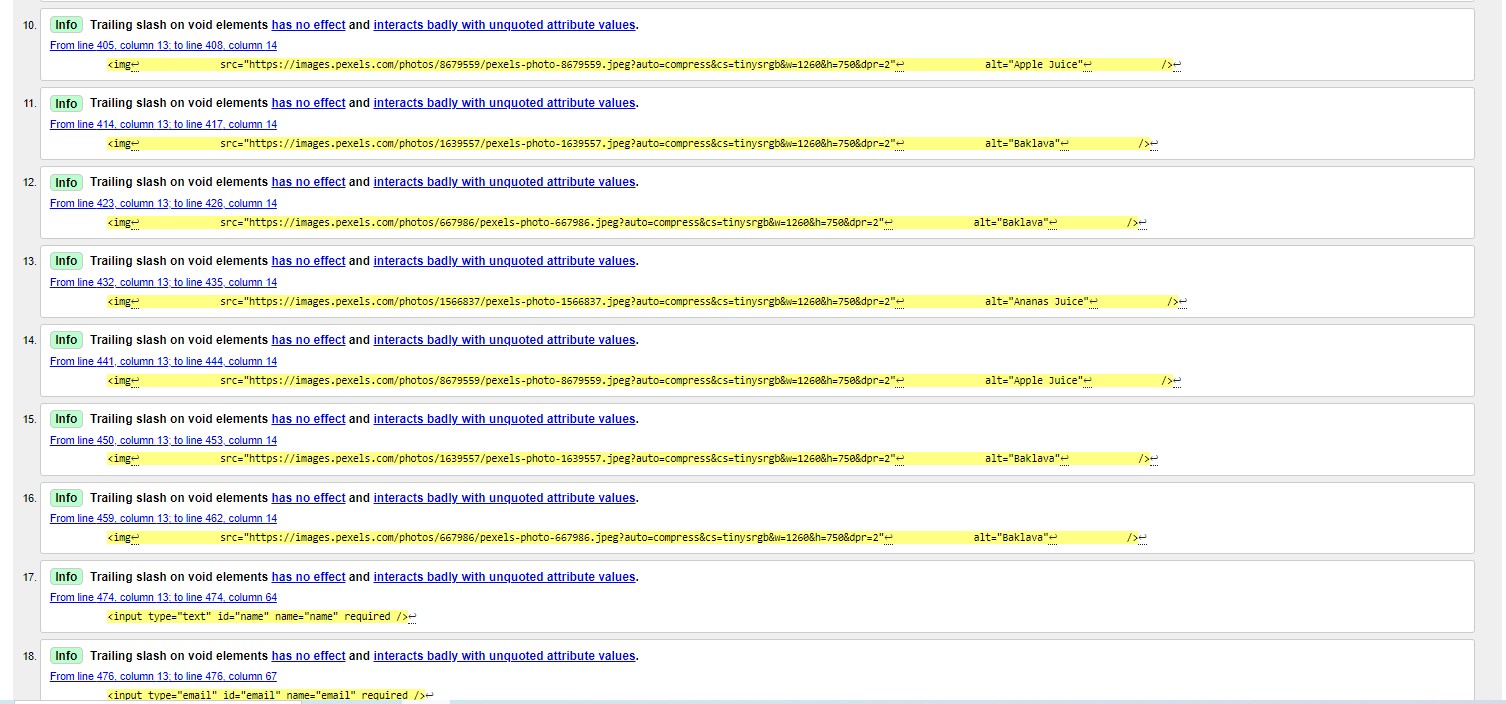 10. Info Trailing slash on void elements has no effect and interacts badly with unquoted attribute values.
From line 405, column 13; to line 408, column 14
<img↩ src="https://images.pexels.com/photos/8679559/pexels-photo-8679559.jpeg?auto=compress&cs=tinysrgb&w=1260&h=750&dpr=2"↩ alt="Apple Juice"↩ />↩
11. Info Trailing slash on void elements has no effect and interacts badly with unquoted attribute values.
From line 414, column 13; to line 417, column 14
<img↩ src="https://images.pexels.com/photos/1639557/pexels-photo-1639557.jpeg?auto=compress&cs=tinysrgb&w=1260&h=750&dpr=2"↩ alt="Baklava"↩ />↩
12. Info Trailing slash on void elements has no effect and interacts badly with unquoted attribute values.
From line 423, column 13; to line 426, column 14
<img↩ src="https://images.pexels.com/photos/667986/pexels-photo-667986.jpeg?auto=compress&cs=tinysrgb&w=1260&h=750&dpr=2"↩ alt="Baklava"↩ />↩
13. Info Trailing slash on void elements has no effect and interacts badly with unquoted attribute values.
From line 432, column 13; to line 435, column 14
<img↩ src="https://images.pexels.com/photos/1566837/pexels-photo-1566837.jpeg?auto=compress&cs=tinysrgb&w=1260&h=750&dpr=2"↩ alt="Ananas Juice"↩ />↩
14. Info Trailing slash on void elements has no effect and interacts badly with unquoted attribute values.
From line 441, column 13; to line 444, column 14
<img↩ src="https://images.pexels.com/photos/8679559/pexels-photo-8679559.jpeg?auto=compress&cs=tinysrgb&w=1260&h=750&dpr=2"↩ alt="Apple Juice"↩ />↩
15. Info Trailing slash on void elements has no effect and interacts badly with unquoted attribute values.
From line 450, column 13; to line 453, column 14
<img↩ src="https://images.pexels.com/photos/1639557/pexels-photo-1639557.jpeg?auto=compress&cs=tinysrgb&w=1260&h=750&dpr=2"↩ alt="Baklava"↩ />↩
16. Info Trailing slash on void elements has no effect and interacts badly with unquoted attribute values.
From line 459, column 13; to line 462, column 14
<img↩ src="https://images.pexels.com/photos/667986/pexels-photo-667986.jpeg?auto=compress&cs=tinysrgb&w=1260&h=750&dpr=2"↩ alt="Baklava"↩ />↩
17. Info Trailing slash on void elements has no effect and interacts badly with unquoted attribute values.
From line 474, column 13; to line 474, column 64
<input type="text" id="name" name="name" required />↩
18. Info Trailing slash on void elements has no effect and interacts badly with unquoted attribute values.
From line 476, column 13; to line 476, column 67
<input type="email" id="email" name="email" required />↩